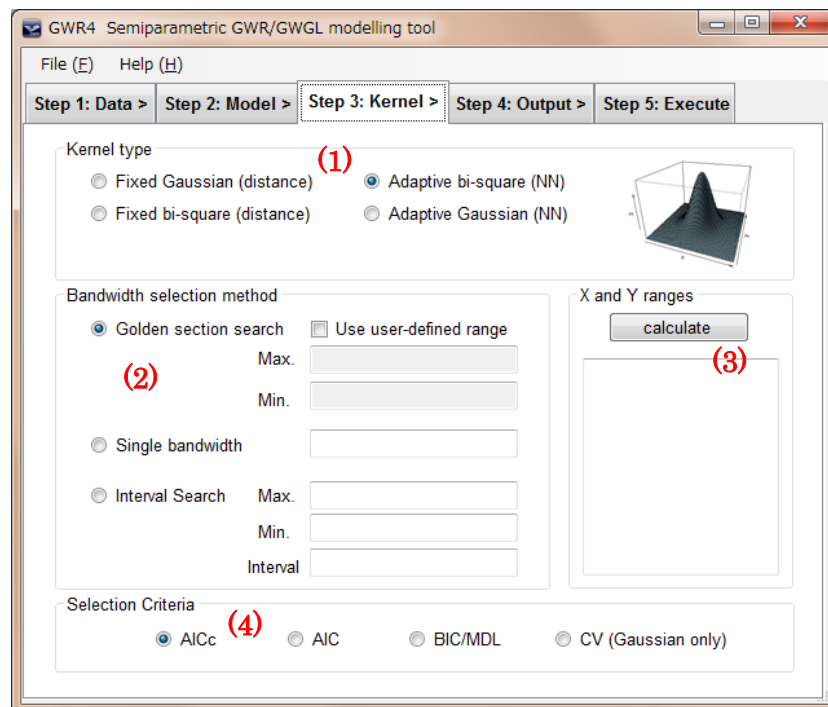 GWR4 Semiparametric GWR/GWGL modelling tool
File (F) Help (H)
Step 1: Data > Step 2: Model > Step 3: Kernel > Step 4: Output > Step 5: Execute
Kernel type
(1)
Fixed Gaussian (distance) Adaptive bi-square (NN)
Fixed bi-square (distance) Adaptive Gaussian (NN)
Bandwidth selection method
Golden section search Use user-defined range
(2)
Max.
Min.
Single bandwidth
Interval Search Max.
Min.
Interval
X and Y ranges
calculate
(3)
Selection Criteria
(4)
AICc AIC BIC/MDL CV (Gaussian only)